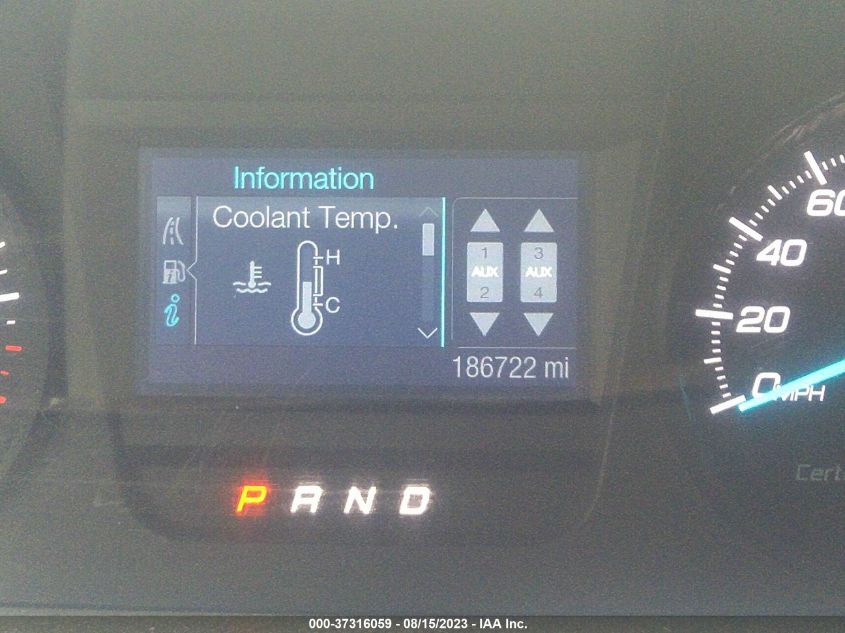 Information
Coolant Temp.
H
C
1
AUX
2
3
AUX
4
186722 mi
P R N D
60
40
20
0 MPH
Cert
000-37316059 - 08/15/2023 - IAA Inc.